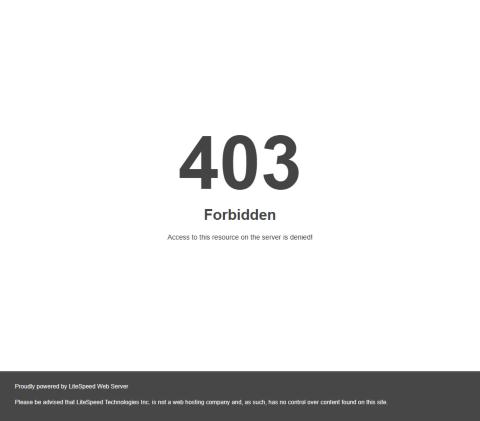 403
Forbidden
Access to this resource on the server is denied!
Proudly powered by LiteSpeed Web Server
Please be advised that LiteSpeed Technologies Inc. is not a web hosting company and, as such, has no control over content found on this site.